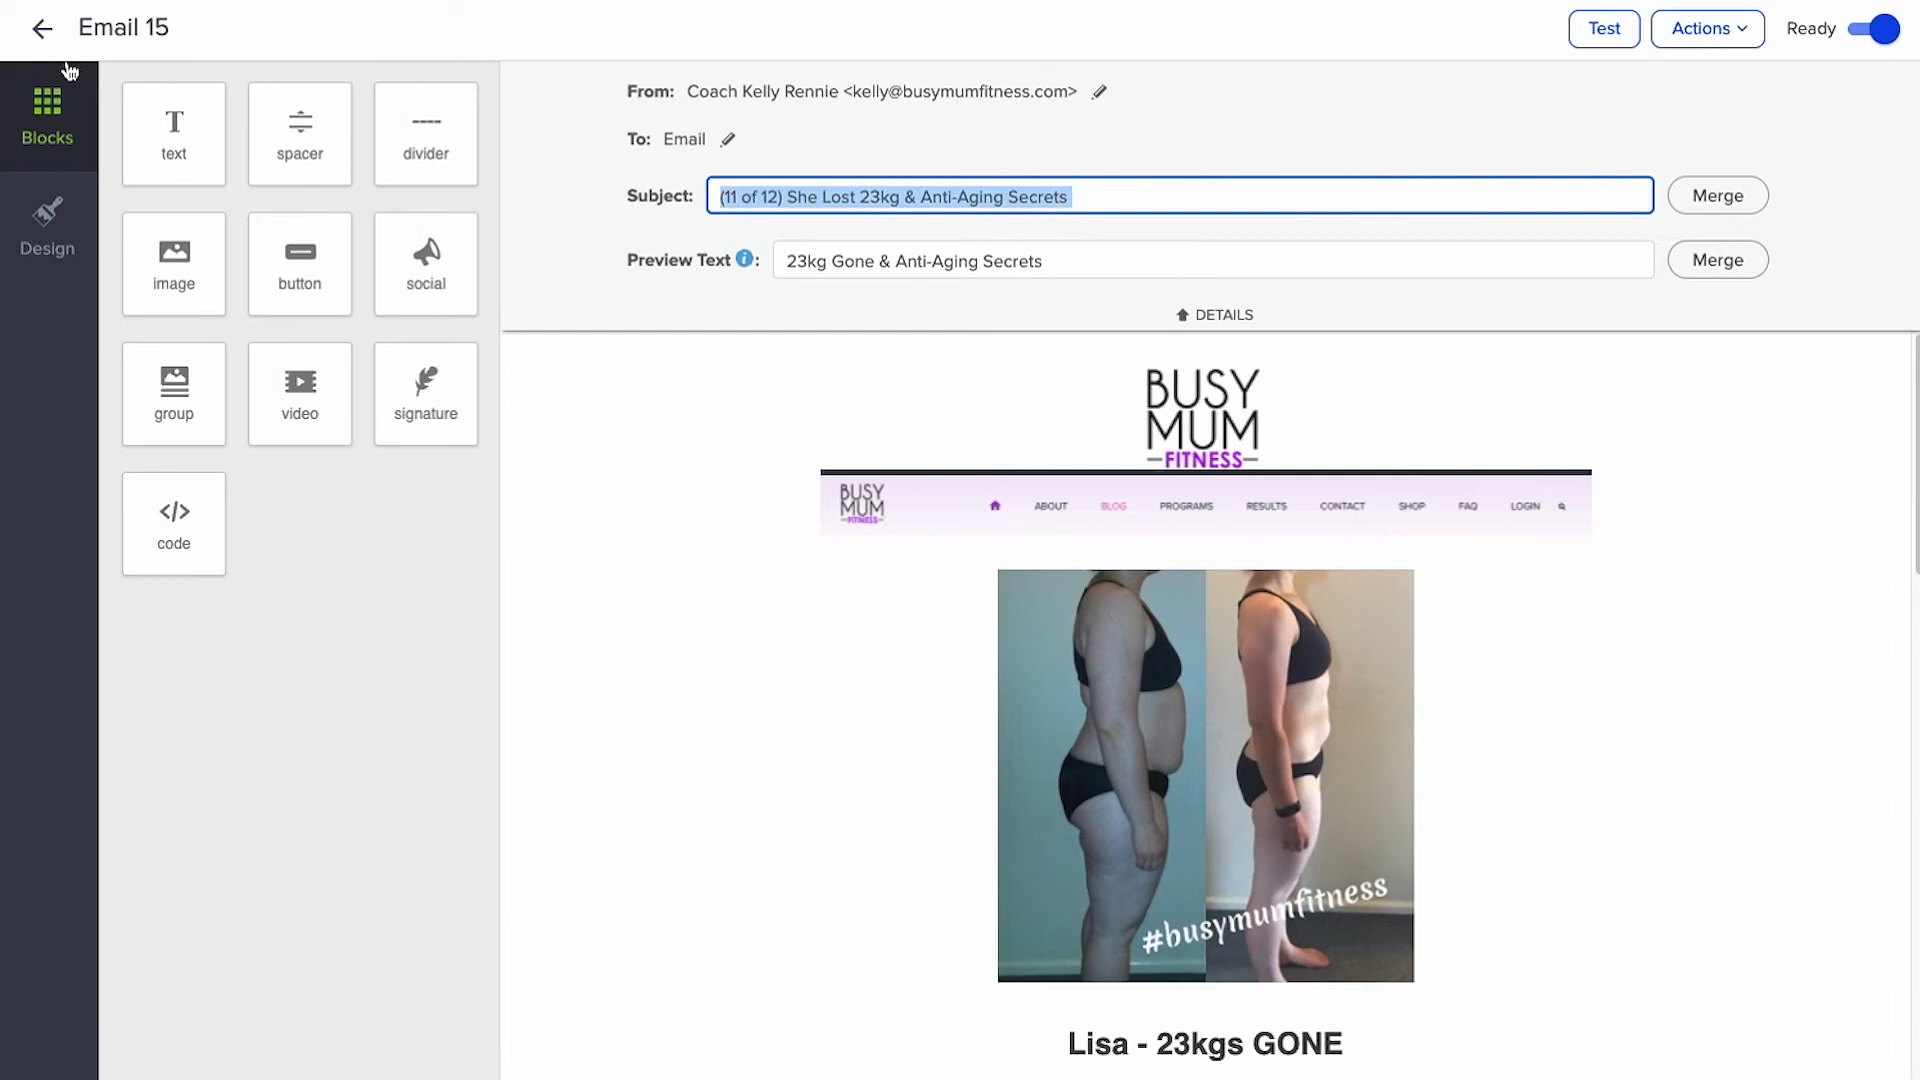 Email 15
Test
Actions
Ready
Blocks
Design
text
spacer
divider
image
button
social
group
video
signature
</>
code
From: Coach Kelly Rennie <kelly@busymumfitness.com>
To: Email
Subject: (11 of 12) She Lost 23kg & Anti-Aging Secrets
Merge
Preview Text i : 23kg Gone & Anti-Aging Secrets
Merge
DETAILS
BUSY
MUM
FITNESS
BUSY
MUM
FITNESS
ABOUT BLOG PROGRAMS RESULTS CONTACT SHOP FAQ LOGIN
#busymumfitness
Lisa - 23kgs GONE